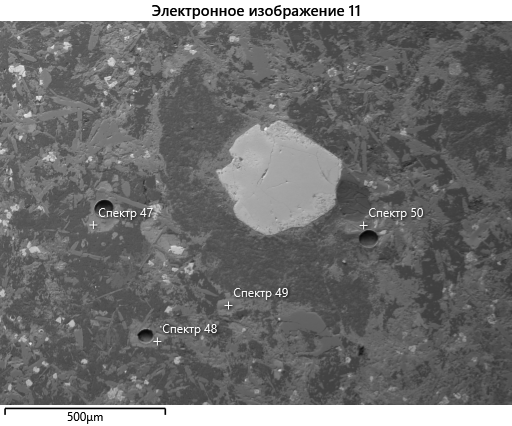 Электронное изображение 11
Спектр 47
Спектр 50
Спектр 49
Спектр 48
500µm